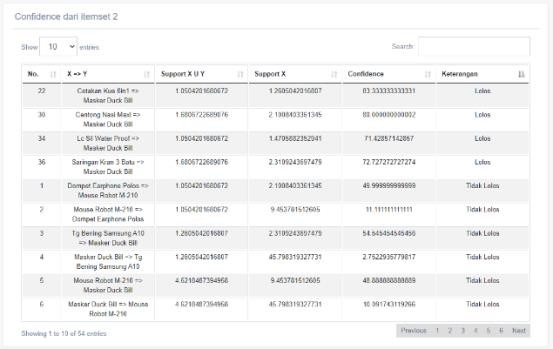 Confidence dari itemset 2
Show 10 entries
Search:
No. X => Y Support X U Y Support X Confidence Keterangan
22 Cetakan Kue 6in1 => Masker Duck Bill 1.0504201680672 1.2605042016807 83.333333333331 Lolos
30 Centong Nasi Maxi => Masker Duck Bill 1.6806722689076 2.1008403361345 80.000000000002 Lolos
34 Lc Sil Water Proof => Masker Duck Bill 1.0504201680672 1.4705882352941 71.42857142857 Lolos
36 Saringan Kran 3 Batu => Masker Duck Bill 1.6806722689076 2.3109243697479 72.727272727274 Lolos
1 Dompet Earphone Polos => Mouse Robot M-210 1.0504201680672 2.1008403361345 49.999999999999 Tidak Lolos
2 Mouse Robot M-210 => Dompet Earphone Polos 1.0504201680672 9.453781512605 11.111111111111 Tidak Lolos
3 Tg Bening Samsung A10 => Masker Duck Bill 1.2605042016807 2.3109243697479 54.545454545456 Tidak Lolos
4 Masker Duck Bill => Tg Bening Samsung A10 1.2605042016807 45.798319327731 2.7522935779817 Tidak Lolos
5 Mouse Robot M-210 => Masker Duck Bill 4.6218487394958 9.453781512605 48.888888888889 Tidak Lolos
6 Masker Duck Bill => Mouse Robot M-210 4.6218487394958 45.798319327731 10.091743119266 Tidak Lolos
Showing 1 to 10 of 54 entries
Previous 1 2 3 4 5 6 Next